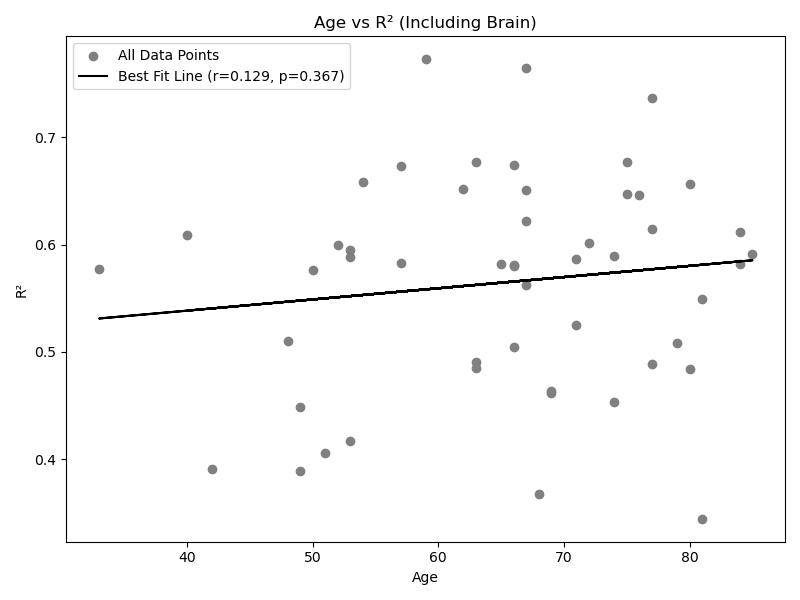 Age vs R² (Including Brain)
All Data Points
Best Fit Line (r=0.129, p=0.367)
0.7
0.6
0.5
0.4
R²
40 50 60 70 80
Age